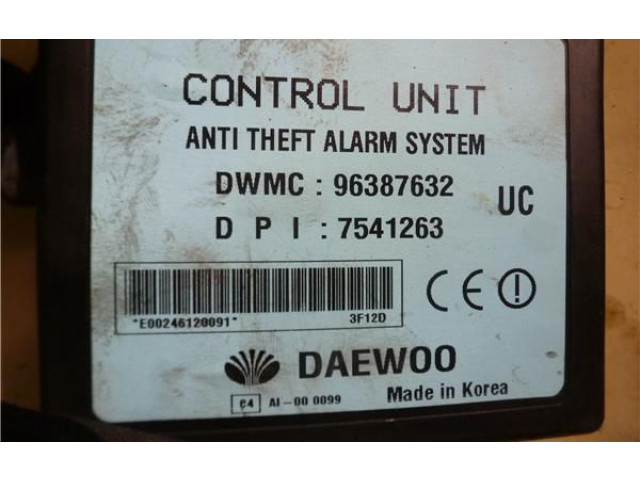 CONTROL UNIT
ANTI THEFT ALARM SYSTEM
DWMC : 96387632
UC
D P I : 7541263
CE
*E00246120091*
3F12D
DAEWOO
Made in Korea
e4 AI-00 0099